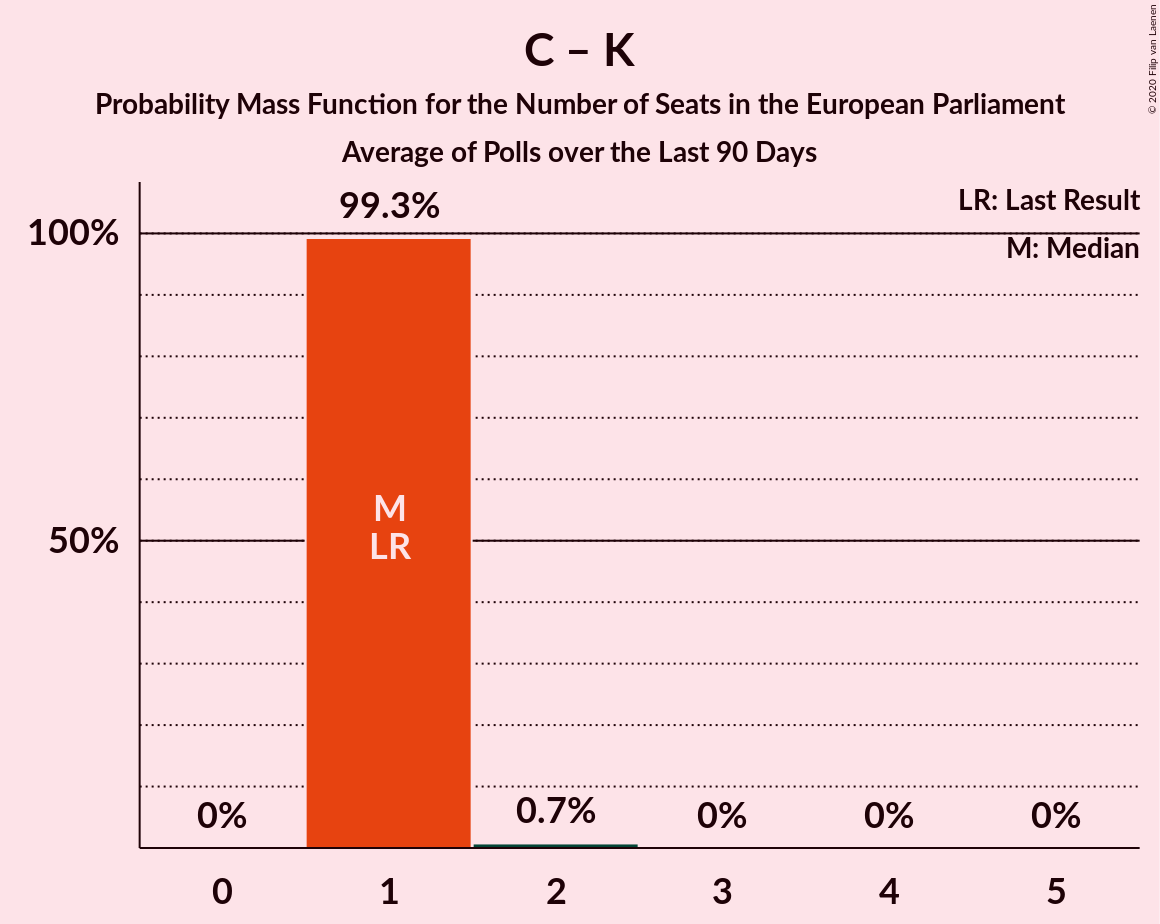 C – K
Probability Mass Function for the Number of Seats in the European Parliament
Average of Polls over the Last 90 Days
© 2020 Filip van Laenen
LR: Last Result
M: Median
99.3%
100%
50%
M
LR
0%
0.7%
0%
0%
0%
0 1 2 3 4 5